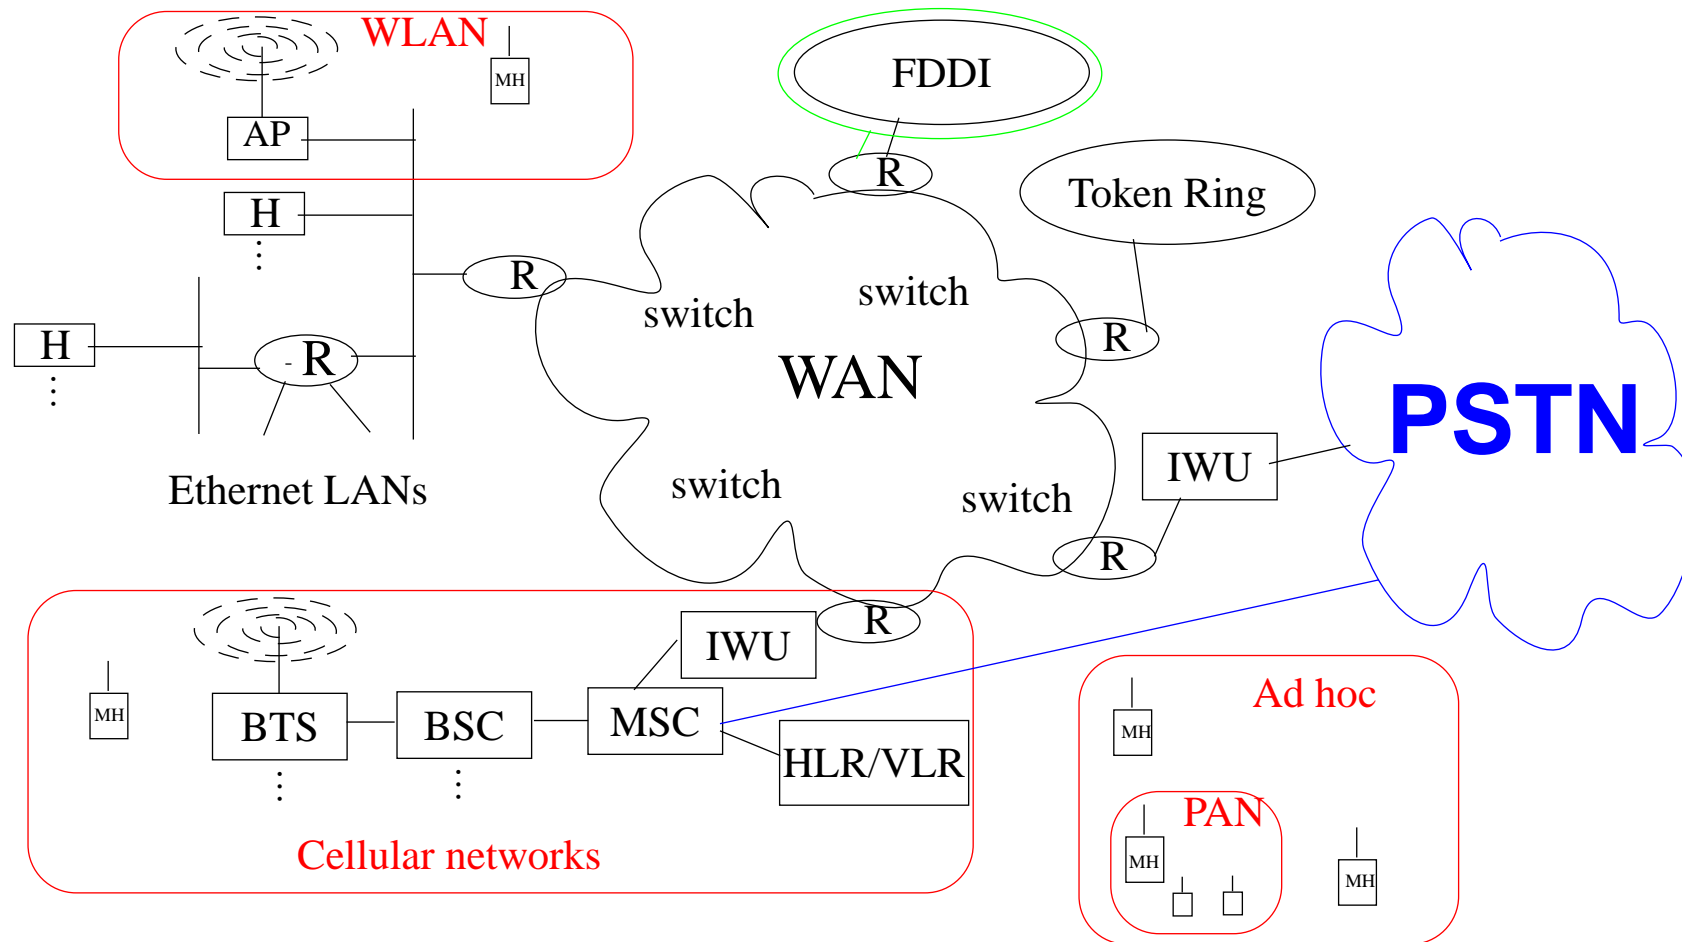 WLAN
MH
AP
FDDI
R
Token Ring
H
⋮
R
switch
switch
H
⋮
- R
R
WAN
PSTN
IWU
Ethernet LANs
switch
switch
R
R
IWU
MH
BTS
⋮
BSC
⋮
MSC
HLR/VLR
Cellular networks
Ad hoc
MH
PAN
MH
MH